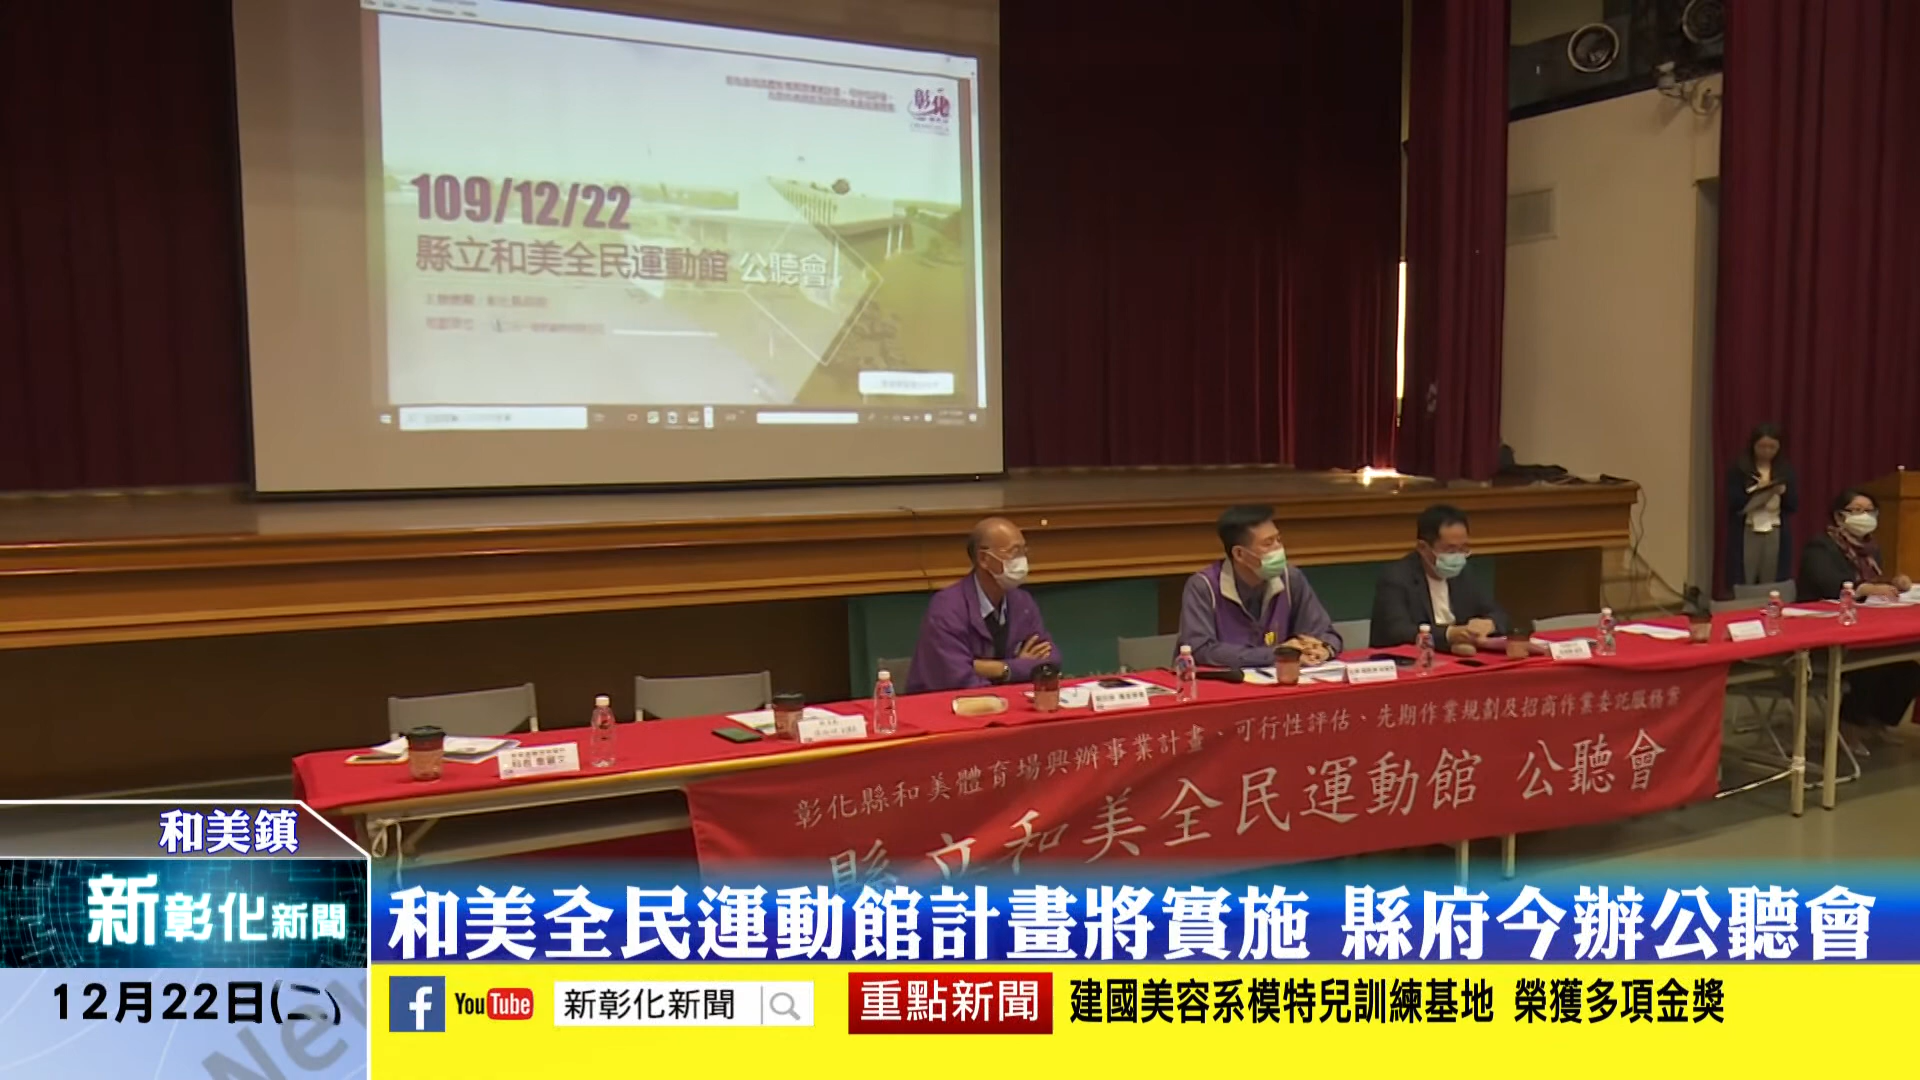 彰化
109/12/22
縣立和美全民運動館 公聽會
彰化縣和美體育場興辦事業計畫、可行性評估、先期作業規劃及招商作業委託服務案
縣立和美全民運動館 公聽會
和美鎮
新彰化新聞
和美全民運動館計畫將實施 縣府今辦公聽會
12月22日(二)
YouTube
新彰化新聞
重點新聞
建國美容系模特兒訓練基地 榮獲多項金獎